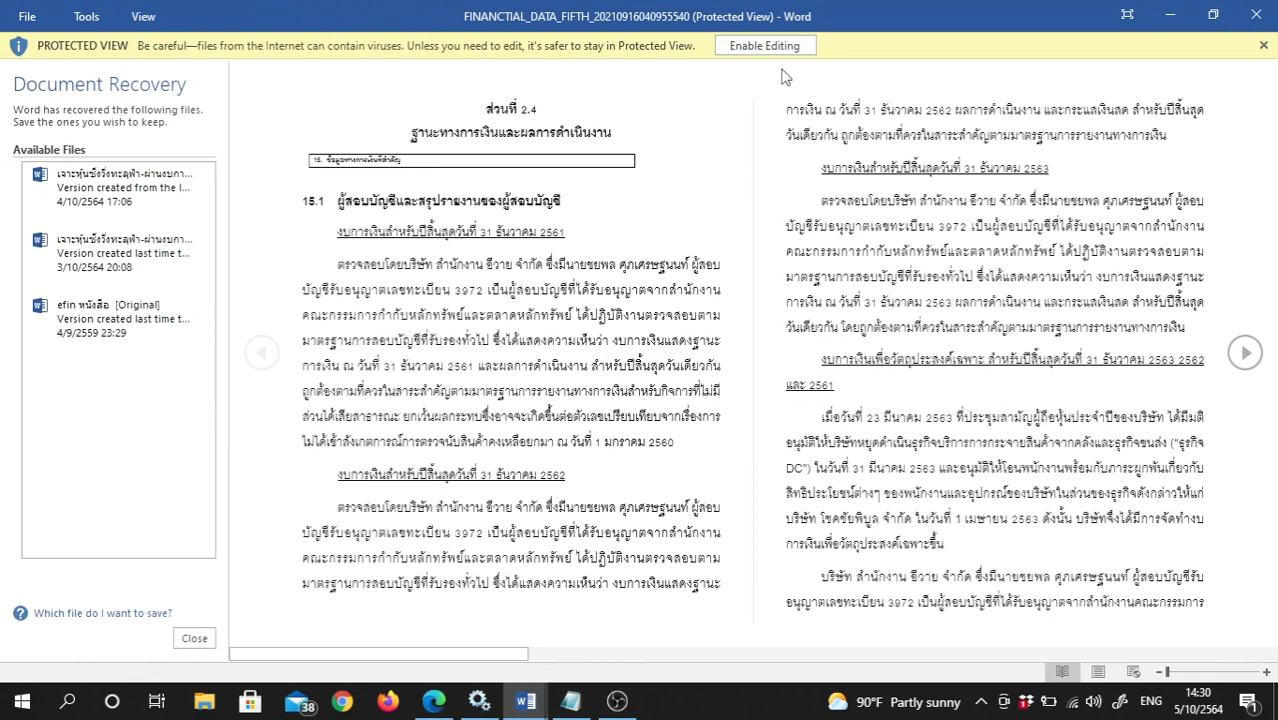 File Tools View
FINANCTIAL_DATA_FIFTH_20210916040955540 (Protected View) - Word
PROTECTED VIEW Be careful—files from the Internet can contain viruses. Unless you need to edit, it's safer to stay in Protected View.
Enable Editing
Document Recovery
Word has recovered the following files.
Save the ones you wish to keep.
Available Files
เจาะหุ้นซิ่งวิ่งทะลุฟ้า-ผ่านงบกา...
Version created from the l...
4/10/2564 17:06
เจาะหุ้นซิ่งวิ่งทะลุฟ้า-ผ่านงบกา...
Version created last time t...
3/10/2564 20:08
efin หนังสือ [Original]
Version created last time t...
4/9/2559 23:29
Which file do I want to save?
Close
ส่วนที่ 2.4
ฐานะทางการเงินและผลการดำเนินงาน
15. ข้อมูลทางการเงินที่สำคัญ
15.1 ผู้สอบบัญชีและสรุปรายงานของผู้สอบบัญชี
งบการเงินสำหรับปีสิ้นสุดวันที่ 31 ธันวาคม 2561
ตรวจสอบโดยบริษัท สำนักงาน อีวาย จำกัด ซึ่งมีนายชยพล ศุภเศรษฐนนท์ ผู้สอบ
บัญชีรับอนุญาตเลขทะเบียน 3972 เป็นผู้สอบบัญชีที่ได้รับอนุญาตจากสำนักงาน
คณะกรรมการกำกับหลักทรัพย์และตลาดหลักทรัพย์ ได้ปฏิบัติงานตรวจสอบตาม
มาตรฐานการสอบบัญชีที่รับรองทั่วไป ซึ่งได้แสดงความเห็นว่า งบการเงินแสดงฐานะ
การเงิน ณ วันที่ 31 ธันวาคม 2561 และผลการดำเนินงาน สำหรับปีสิ้นสุดวันเดียวกัน
ถูกต้องตามที่ควรในสาระสำคัญตามมาตรฐานการรายงานทางการเงินสำหรับกิจการที่ไม่มี
ส่วนได้เสียสาธารณะ ยกเว้นผลกระทบซึ่งอาจจะเกิดขึ้นต่อตัวเลขเปรียบเทียบจากเรื่องการ
ไม่ได้เข้าสังเกตการณ์การตรวจนับสินค้าคงเหลือยกมา ณ วันที่ 1 มกราคม 2560
งบการเงินสำหรับปีสิ้นสุดวันที่ 31 ธันวาคม 2562
ตรวจสอบโดยบริษัท สำนักงาน อีวาย จำกัด ซึ่งมีนายชยพล ศุภเศรษฐนนท์ ผู้สอบ
บัญชีรับอนุญาตเลขทะเบียน 3972 เป็นผู้สอบบัญชีที่ได้รับอนุญาตจากสำนักงาน
คณะกรรมการกำกับหลักทรัพย์และตลาดหลักทรัพย์ ได้ปฏิบัติงานตรวจสอบตาม
มาตรฐานการสอบบัญชีที่รับรองทั่วไป ซึ่งได้แสดงความเห็นว่า งบการเงินแสดงฐานะ
การเงิน ณ วันที่ 31 ธันวาคม 2562 ผลการดำเนินงาน และกระแสเงินสด สำหรับปีสิ้นสุด
วันเดียวกัน ถูกต้องตามที่ควรในสาระสำคัญตามมาตรฐานการรายงานทางการเงิน
งบการเงินสำหรับปีสิ้นสุดวันที่ 31 ธันวาคม 2563
ตรวจสอบโดยบริษัท สำนักงาน อีวาย จำกัด ซึ่งมีนายชยพล ศุภเศรษฐนนท์ ผู้สอบ
บัญชีรับอนุญาตเลขทะเบียน 3972 เป็นผู้สอบบัญชีที่ได้รับอนุญาตจากสำนักงาน
คณะกรรมการกำกับหลักทรัพย์และตลาดหลักทรัพย์ ได้ปฏิบัติงานตรวจสอบตาม
มาตรฐานการสอบบัญชีที่รับรองทั่วไป ซึ่งได้แสดงความเห็นว่า งบการเงินแสดงฐานะ
การเงิน ณ วันที่ 31 ธันวาคม 2563 ผลการดำเนินงาน และกระแสเงินสด สำหรับปีสิ้นสุด
วันเดียวกัน โดยถูกต้องตามที่ควรในสาระสำคัญตามมาตรฐานการรายงานทางการเงิน
งบการเงินเพื่อวัตถุประสงค์เฉพาะ สำหรับปีสิ้นสุดวันที่ 31 ธันวาคม 2563 2562
และ 2561
เมื่อวันที่ 23 มีนาคม 2563 ที่ประชุมสามัญผู้ถือหุ้นประจำปีของบริษัท ได้มีมติ
อนุมัติให้บริษัทหยุดดำเนินธุรกิจบริการการกระจายสินค้าจากคลังและธุรกิจขนส่ง (“ธุรกิจ
DC”) ในวันที่ 31 มีนาคม 2563 และอนุมัติให้โอนพนักงานพร้อมกับภาระผูกพันเกี่ยวกับ
สิทธิประโยชน์ต่างๆ ของพนักงานและอุปกรณ์ของบริษัทในส่วนของธุรกิจดังกล่าวให้แก่
บริษัท โชคชัยพิบูล จำกัด ในวันที่ 1 เมษายน 2563 ดังนั้น บริษัทจึงได้มีการจัดทำงบ
การเงินเพื่อวัตถุประสงค์เฉพาะขึ้น
บริษัท สำนักงาน อีวาย จำกัด ซึ่งมีนายชยพล ศุภเศรษฐนนท์ ผู้สอบบัญชีรับ
อนุญาตเลขทะเบียน 3972 เป็นผู้สอบบัญชีที่ได้รับอนุญาตจากสำนักงานคณะกรรมการ
38
90°F Partly sunny
ENG
14:30
5/10/2564
1